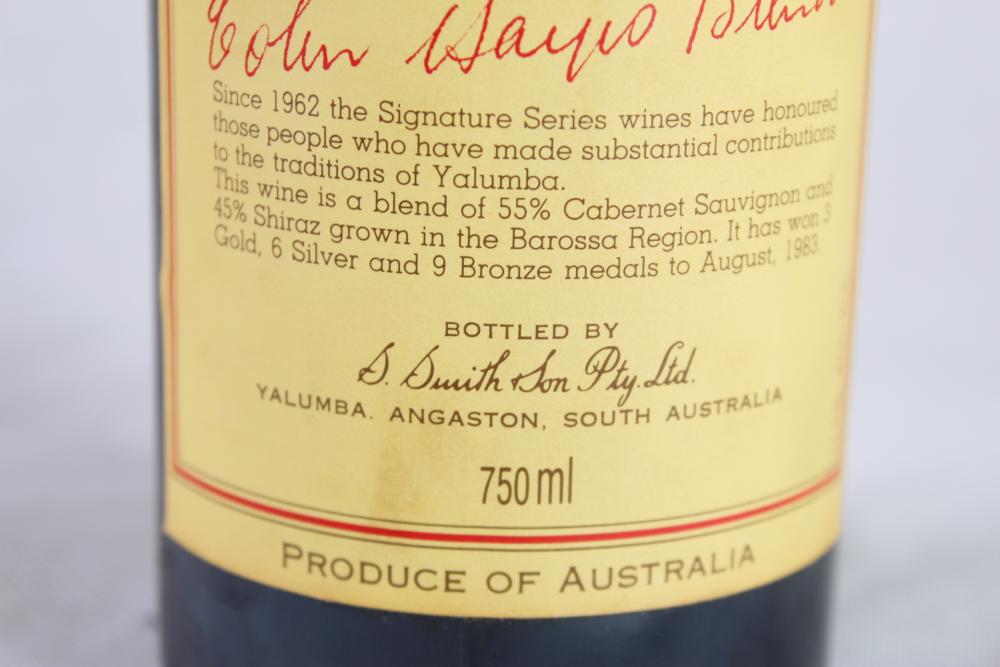 Colin Hayes Blend
Since 1962 the Signature Series wines have honoured
those people who have made substantial contributions
to the traditions of Yalumba.
This wine is a blend of 55% Cabernet Sauvignon and
45% Shiraz grown in the Barossa Region. It has won 3
Gold, 6 Silver and 9 Bronze medals to August, 1983.
BOTTLED BY
S. Smith & Son Pty. Ltd.
YALUMBA. ANGASTON, SOUTH AUSTRALIA
750ml
PRODUCE OF AUSTRALIA